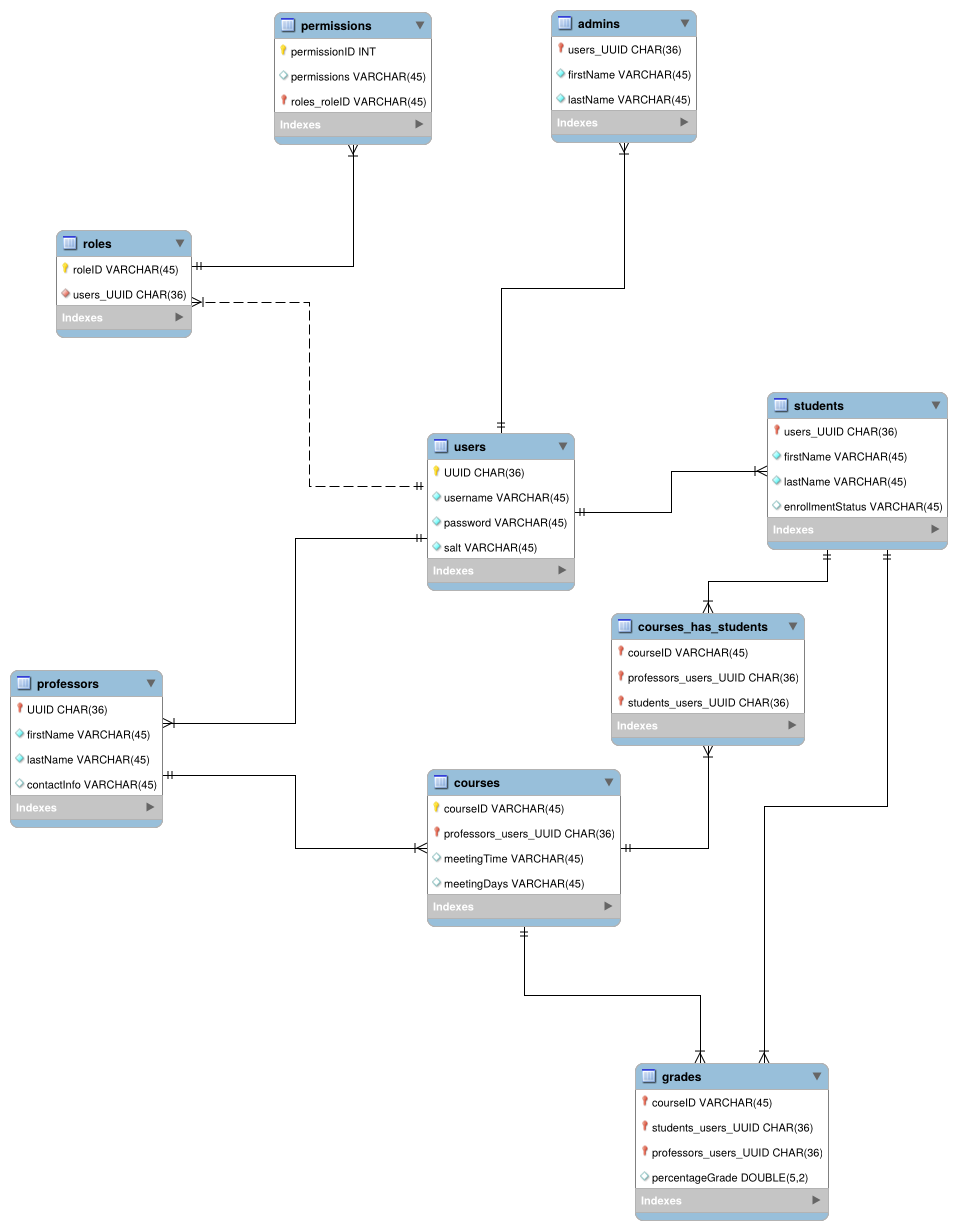 permissions
permissionID INT
permissions VARCHAR(45)
roles_roleID VARCHAR(45)
Indexes
admins
users_UUID CHAR(36)
firstName VARCHAR(45)
lastName VARCHAR(45)
Indexes
roles
roleID VARCHAR(45)
users_UUID CHAR(36)
Indexes
students
users_UUID CHAR(36)
firstName VARCHAR(45)
lastName VARCHAR(45)
enrollmentStatus VARCHAR(45)
Indexes
users
UUID CHAR(36)
username VARCHAR(45)
password VARCHAR(45)
salt VARCHAR(45)
Indexes
courses_has_students
courseID VARCHAR(45)
professors_users_UUID CHAR(36)
students_users_UUID CHAR(36)
Indexes
professors
UUID CHAR(36)
firstName VARCHAR(45)
lastName VARCHAR(45)
contactInfo VARCHAR(45)
Indexes
courses
courseID VARCHAR(45)
professors_users_UUID CHAR(36)
meetingTime VARCHAR(45)
meetingDays VARCHAR(45)
Indexes
grades
courseID VARCHAR(45)
students_users_UUID CHAR(36)
professors_users_UUID CHAR(36)
percentageGrade DOUBLE(5,2)
Indexes